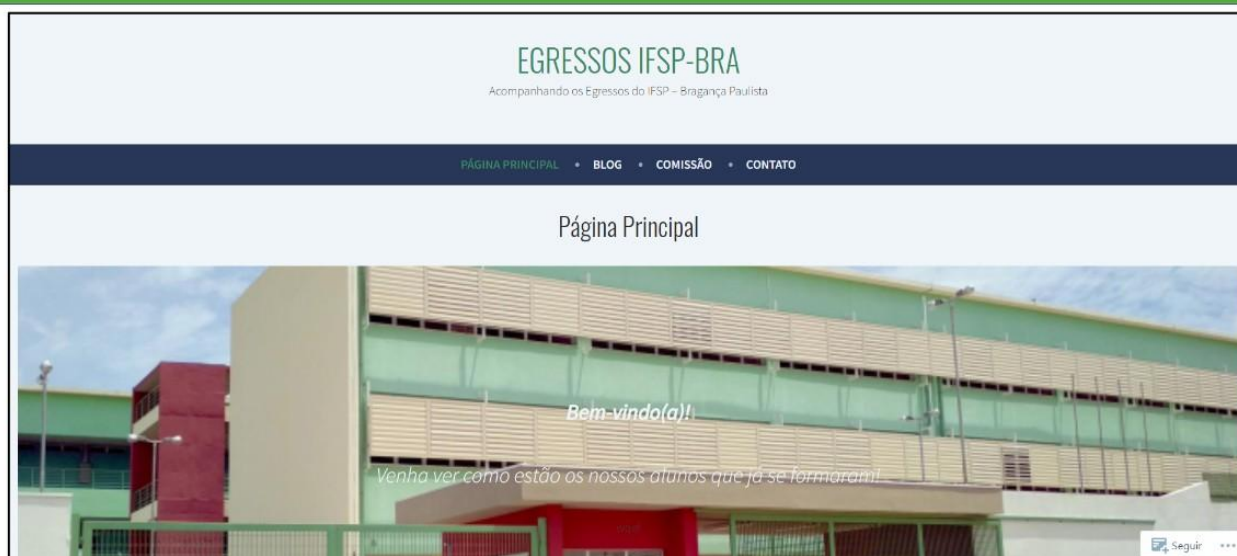 EGRESSOS IFSP-BRA
Acompanhando os Egressos do IFSP – Bragança Paulista
PÁGINA PRINCIPAL • BLOG • COMISSÃO • CONTATO
Página Principal
Bem-vindo(a)!
Venha ver como estão os nossos alunos que já se formaram!
Seguir